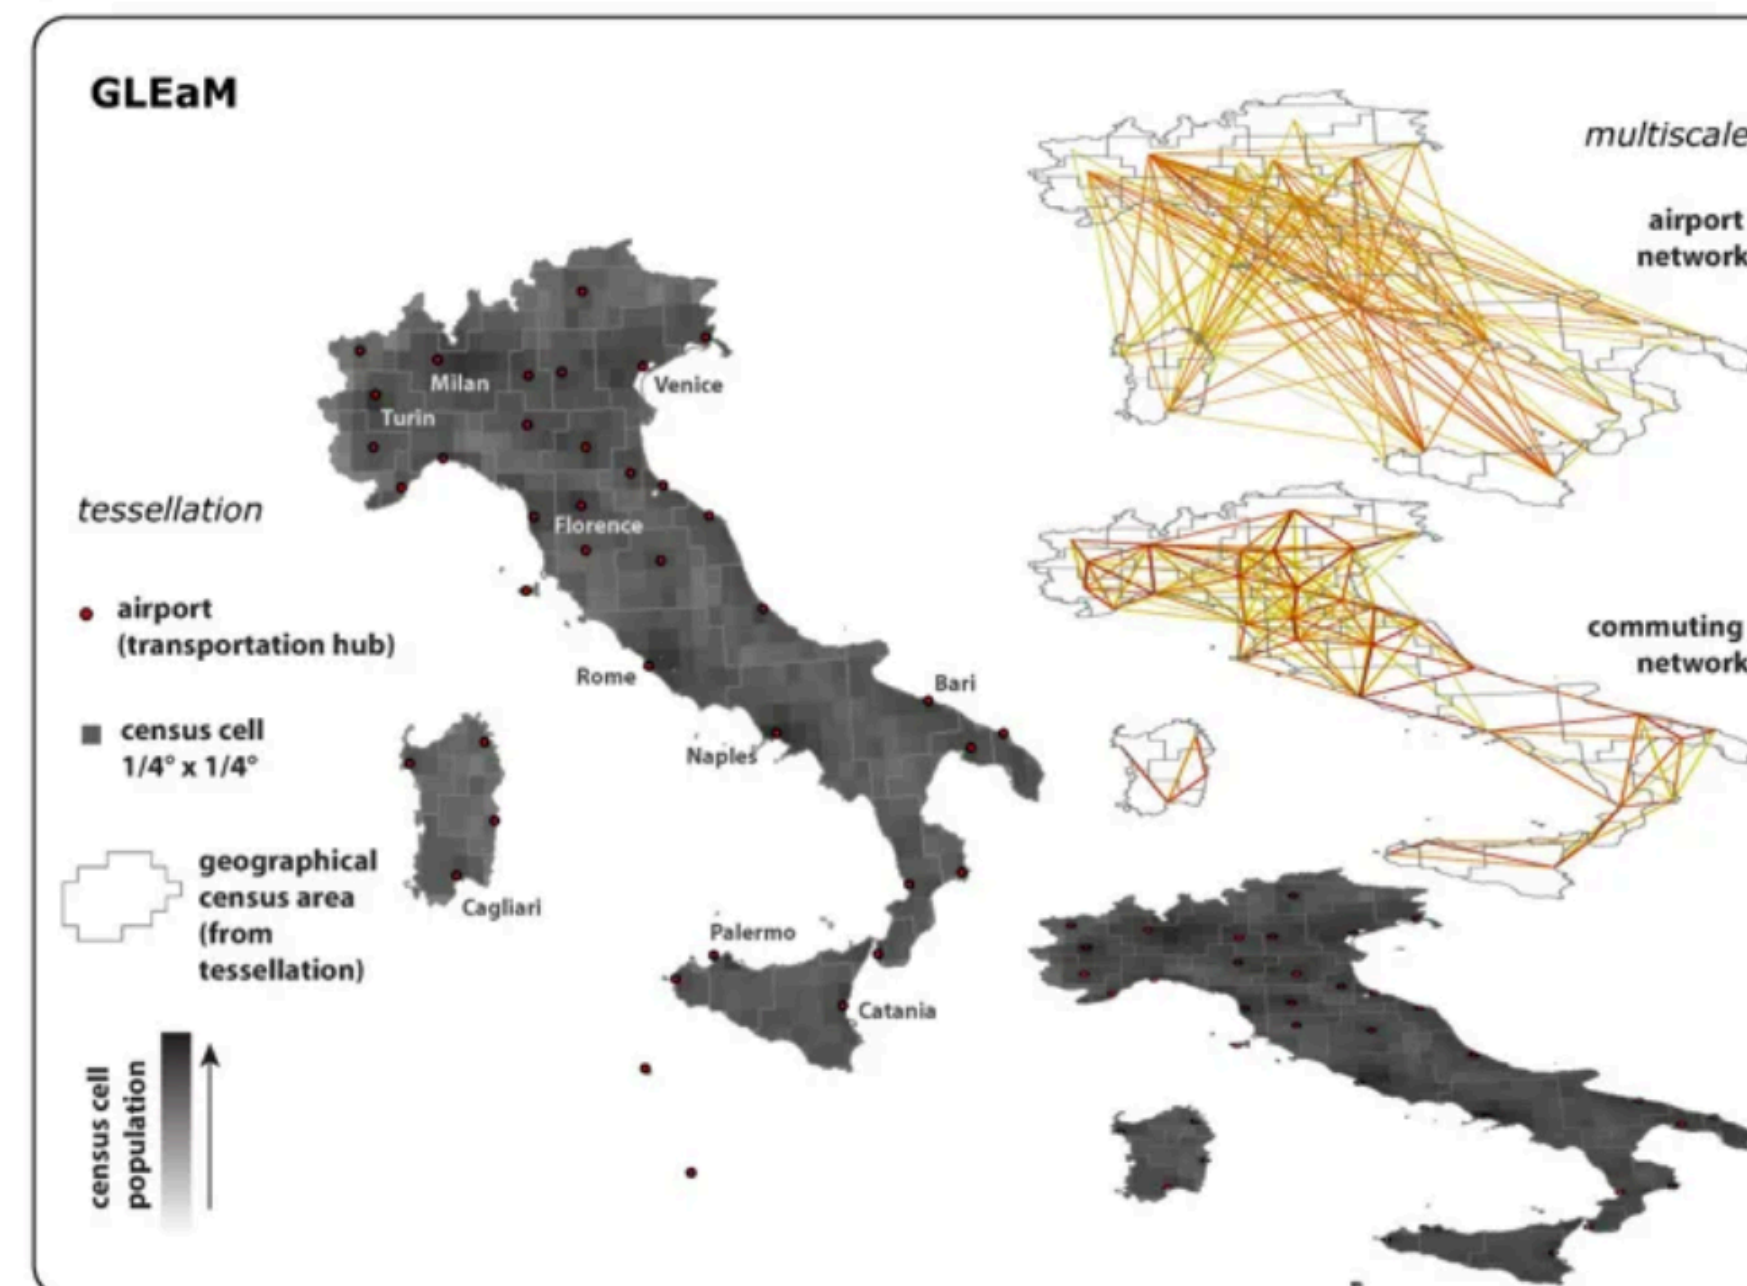 GLEaM
multiscale
airport
network
Milan
Venice
Turin
tessellation
Florence
airport
(transportation hub)
commuting
network
Rome
Bari
census cell
1/4° x 1/4°
Naples
geographical
census area
(from
tessellation)
Cagliari
Palermo
Catania
census cell
population